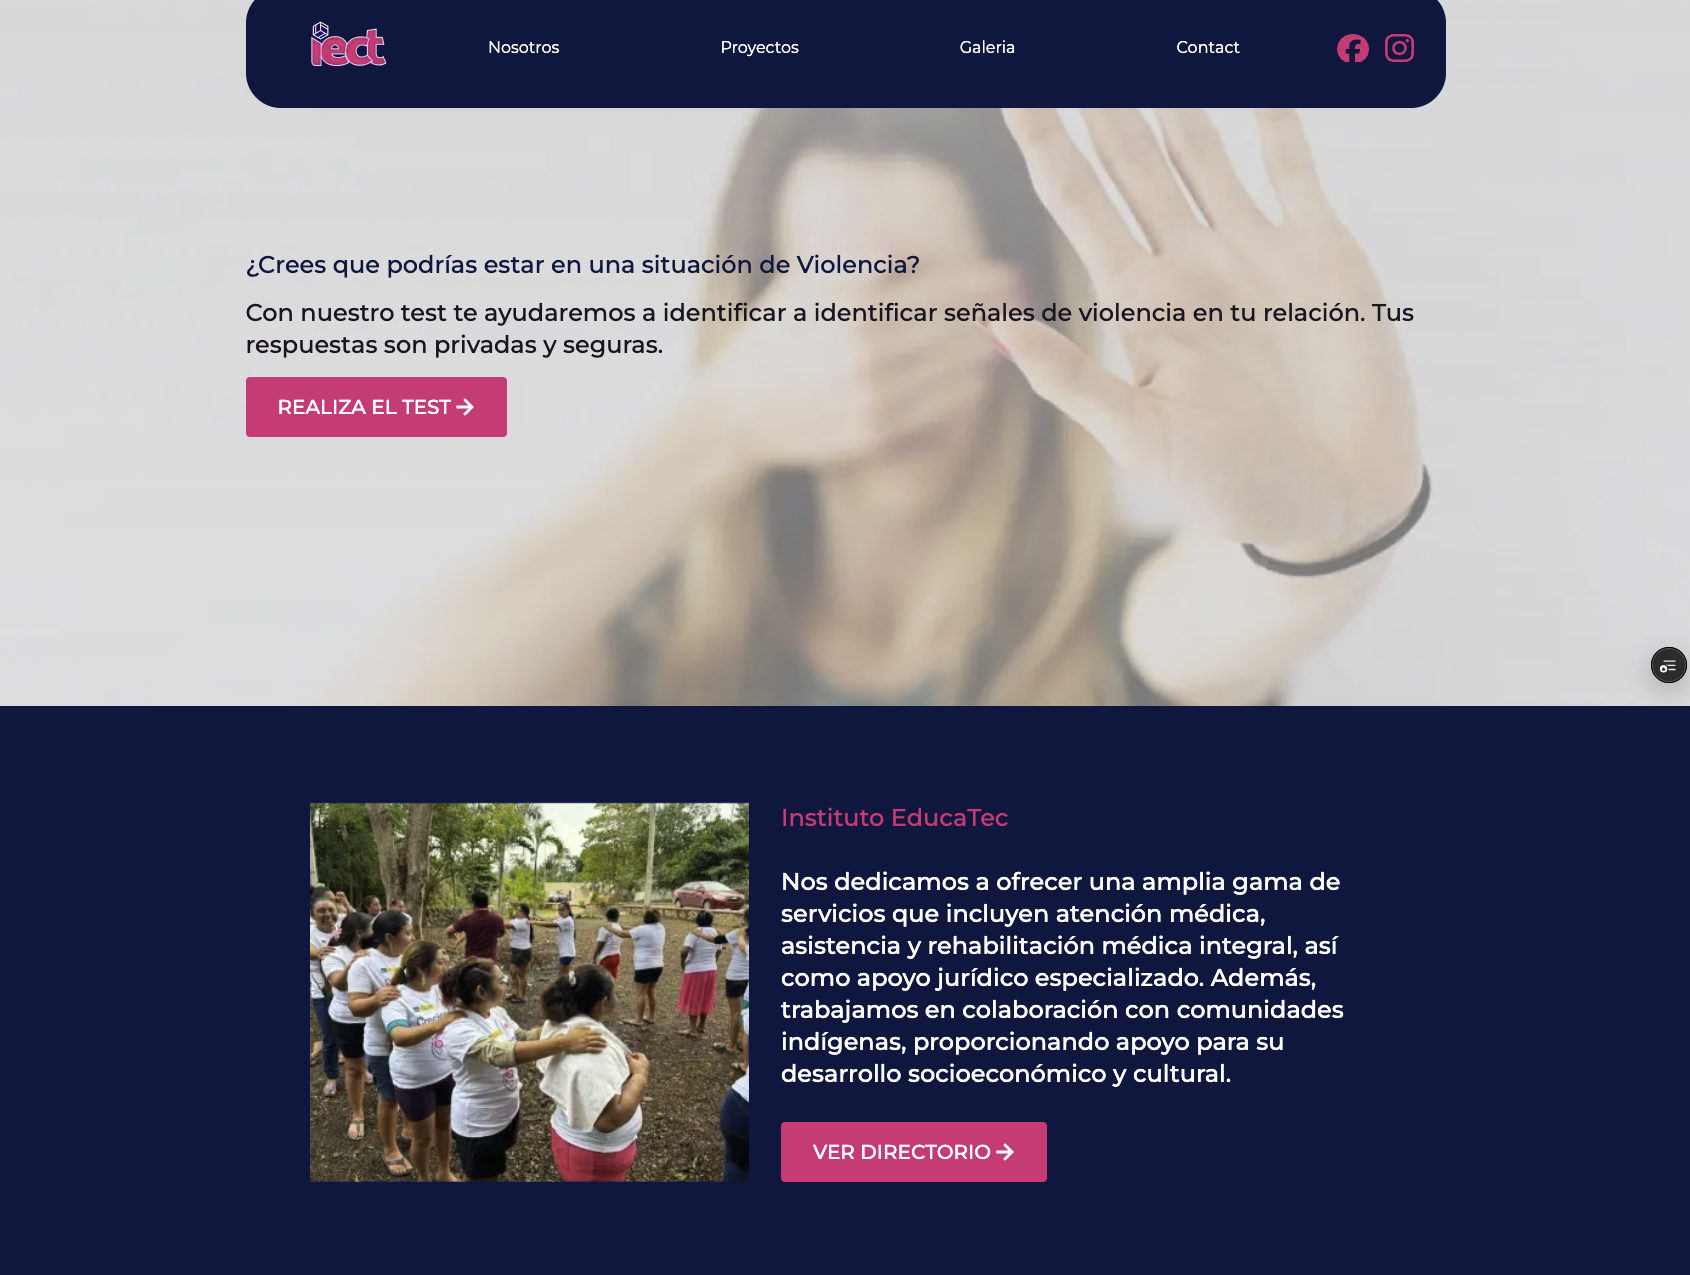 iect
Nosotros
Proyectos
Galeria
Contact
¿Crees que podrías estar en una situación de Violencia?
Con nuestro test te ayudaremos a identificar a identificar señales de violencia en tu relación. Tus
respuestas son privadas y seguras.
REALIZA EL TEST
Instituto EducaTec
Nos dedicamos a ofrecer una amplia gama de
servicios que incluyen atención médica,
asistencia y rehabilitación médica integral, así
como apoyo jurídico especializado. Además,
trabajamos en colaboración con comunidades
indígenas, proporcionando apoyo para su
desarrollo socioeconómico y cultural.
VER DIRECTORIO